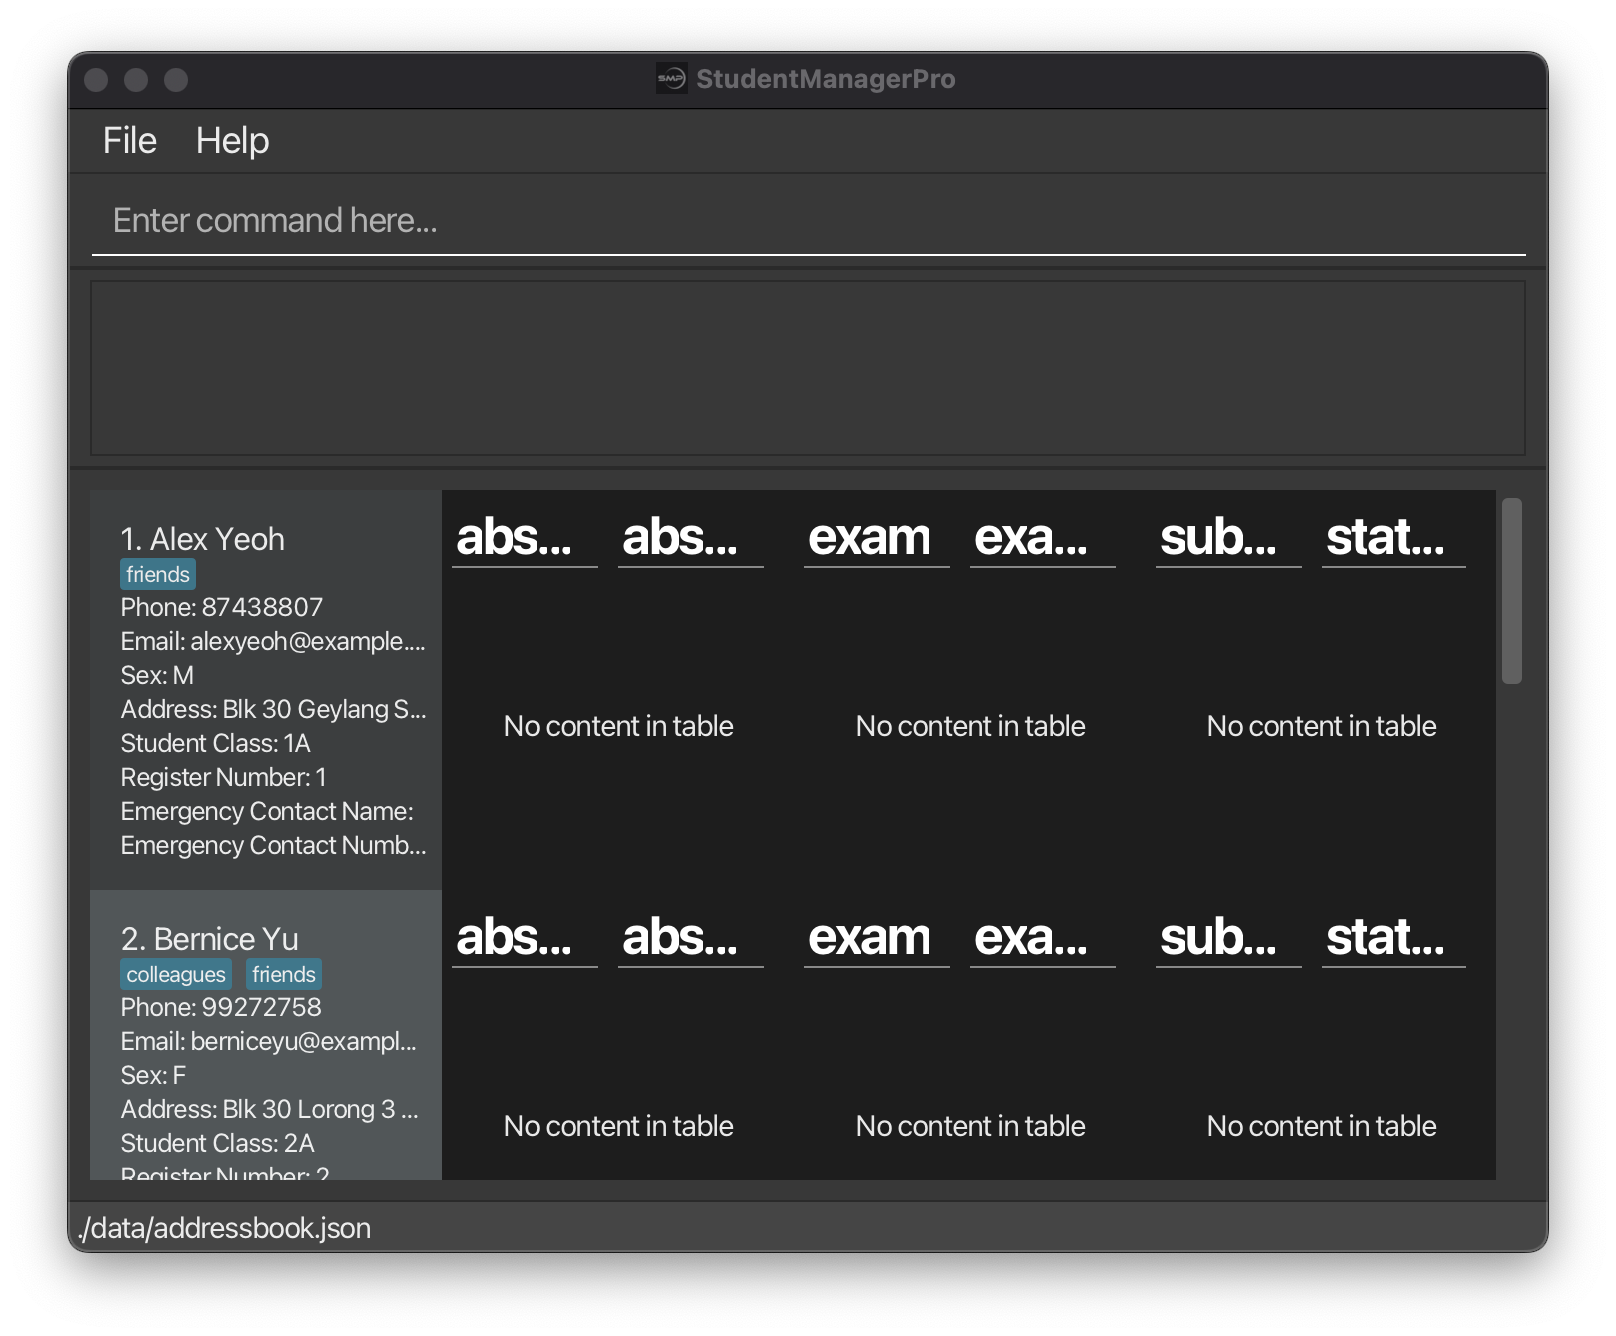 SMP StudentManagerPro
File Help
Enter command here...
1. Alex Yeoh
friends
Phone: 87438807
Email: alexyeoh@example....
Sex: M
Address: Blk 30 Geylang S...
Student Class: 1A
Register Number: 1
Emergency Contact Name:
Emergency Contact Numb...
abs... abs... exam exa... sub... stat...
No content in table No content in table No content in table
2. Bernice Yu
colleagues friends
Phone: 99272758
Email: berniceyu@exampl...
Sex: F
Address: Blk 30 Lorong 3 ...
Student Class: 2A
Register Number: 2
abs... abs... exam exa... sub... stat...
No content in table No content in table No content in table
./data/addressbook.json